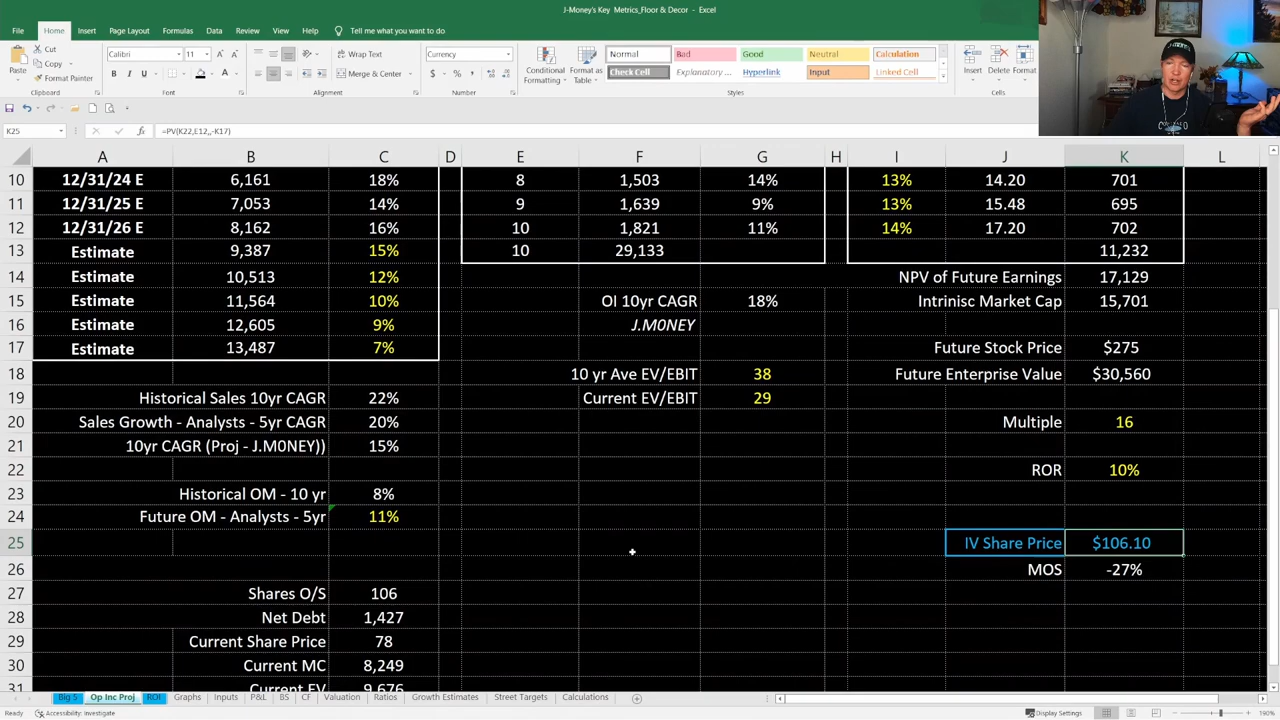 J-Money's Key Metrics_Floor & Decor - Excel
File Home Insert Page Layout Formulas Data Review View Help Tell me what you want to do
Cut
Copy
Format Painter
Paste
Clipboard
Calibri 11
B I U
Font
Wrap Text
Merge & Center
Alignment
Currency
$ % ,
Number
Conditional Formatting
Format as Table
Normal Bad Good Neutral Calculation
Check Cell Explanatory ... Hyperlink Input Linked Cell
Styles
Insert Delete Format
Cells
K25 fx =PV(K22,E12,,-K17)
A B C D E F G H I J K L
10 12/31/24 E 6,161 18% 8 1,503 14% 13% 14.20 701
11 12/31/25 E 7,053 14% 9 1,639 9% 13% 15.48 695
12 12/31/26 E 8,162 16% 10 1,821 11% 14% 17.20 702
13 Estimate 9,387 15% 10 29,133 11,232
14 Estimate 10,513 12% NPV of Future Earnings 17,129
15 Estimate 11,564 10% OI 10yr CAGR 18% Intrinisc Market Cap 15,701
16 Estimate 12,605 9% J.M0NEY
17 Estimate 13,487 7% Future Stock Price $275
18 10 yr Ave EV/EBIT 38 Future Enterprise Value $30,560
19 Historical Sales 10yr CAGR 22% Current EV/EBIT 29
20 Sales Growth - Analysts - 5yr CAGR 20% Multiple 16
21 10yr CAGR (Proj - J.M0NEY)) 15%
22 ROR 10%
23 Historical OM - 10 yr 8%
24 Future OM - Analysts - 5yr 11%
25 IV Share Price $106.10
26 MOS -27%
27 Shares O/S 106
28 Net Debt 1,427
29 Current Share Price 78
30 Current MC 8,249
31 Current EV 9,676
Big 5 Op Inc Proj ROI Graphs Inputs P&L BS CF Valuation Ratios Growth Estimates Street Targets Calculations
Ready Accessibility: Investigate Display Settings 190%